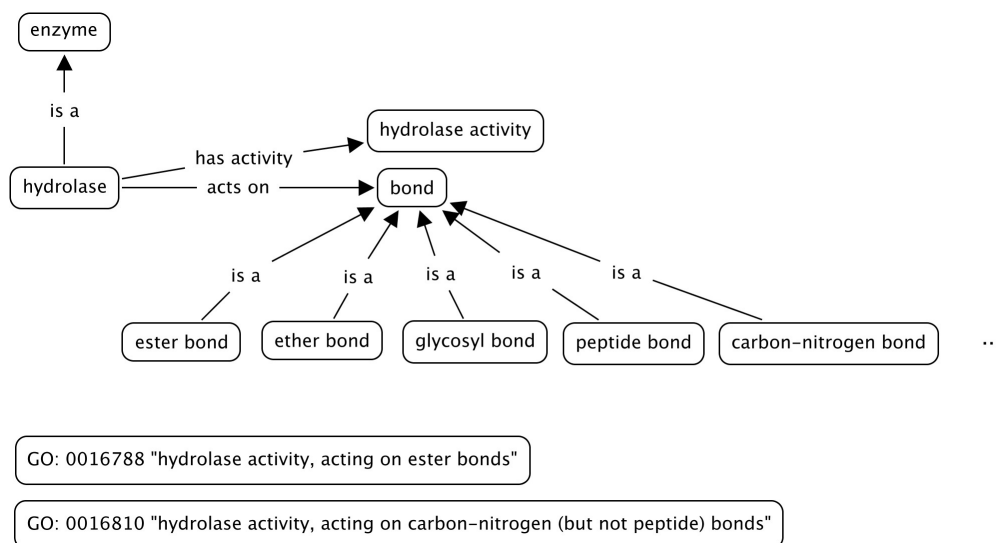 enzyme
is a
hydrolase activity
has activity
hydrolase
acts on
bond
is a
is a
is a
is a
is a
ester bond
ether bond
glycosyl bond
peptide bond
carbon-nitrogen bond
..
GO: 0016788 "hydrolase activity, acting on ester bonds"
GO: 0016810 "hydrolase activity, acting on carbon-nitrogen (but not peptide) bonds"